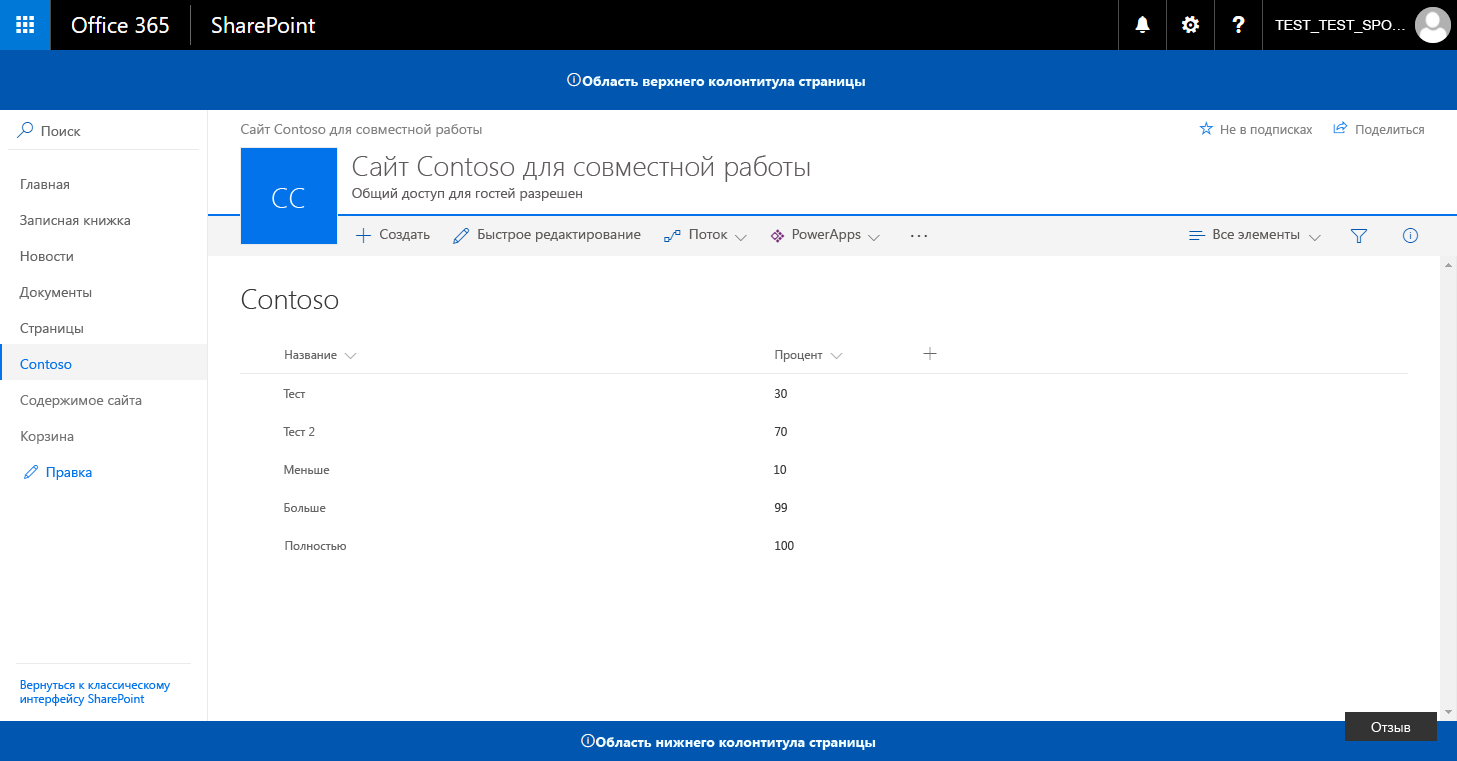 Office 365
SharePoint
?
TEST_TEST_SPO...
Область верхнего колонтитула страницы
Поиск
Сайт Contoso для совместной работы
Не в подписках
Поделиться
CC
Сайт Contoso для совместной работы
Общий доступ для гостей разрешен
Создать
Быстрое редактирование
Поток
PowerApps
...
Все элементы
Главная
Записная книжка
Новости
Документы
Страницы
Contoso
Содержимое сайта
Корзина
Правка
Вернуться к классическому
интерфейсу SharePoint
Contoso
Название Процент
Тест 30
Тест 2 70
Меньше 10
Больше 99
Полностью 100
Отзыв
Область нижнего колонтитула страницы